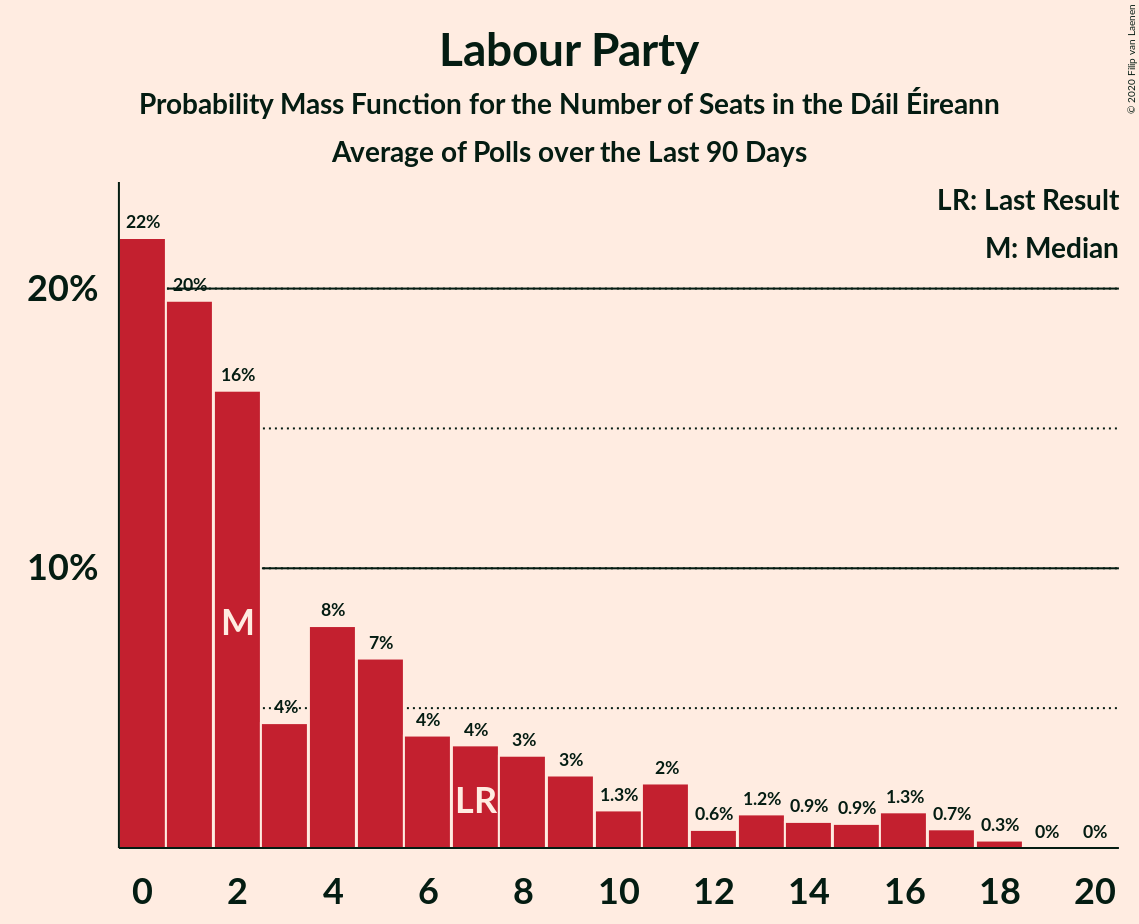 Labour Party
Probability Mass Function for the Number of Seats in the Dáil Éireann
Average of Polls over the Last 90 Days
© 2020 Filip van Laenen
LR: Last Result
M: Median
20%
10%
22%
20%
16%
4%
8%
7%
4%
4%
3%
3%
1.3%
2%
0.6%
1.2%
0.9%
0.9%
1.3%
0.7%
0.3%
0%
0%
M
LR
0 2 4 6 8 10 12 14 16 18 20